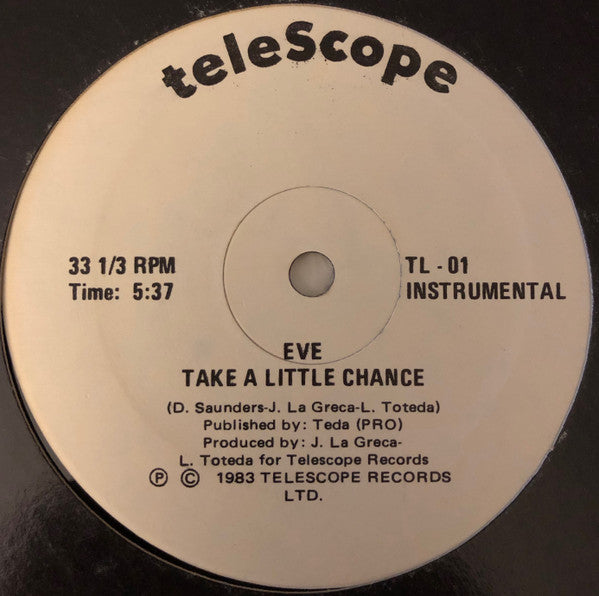 teleScope
33 1/3 RPM
Time: 5:37
TL - 01
INSTRUMENTAL
EVE
TAKE A LITTLE CHANCE
(D. Saunders-J. La Greca-L. Toteda)
Published by: Teda (PRO)
Produced by: J. La Greca-
L. Toteda for Telescope Records
Ⓟ © 1983 TELESCOPE RECORDS
LTD.